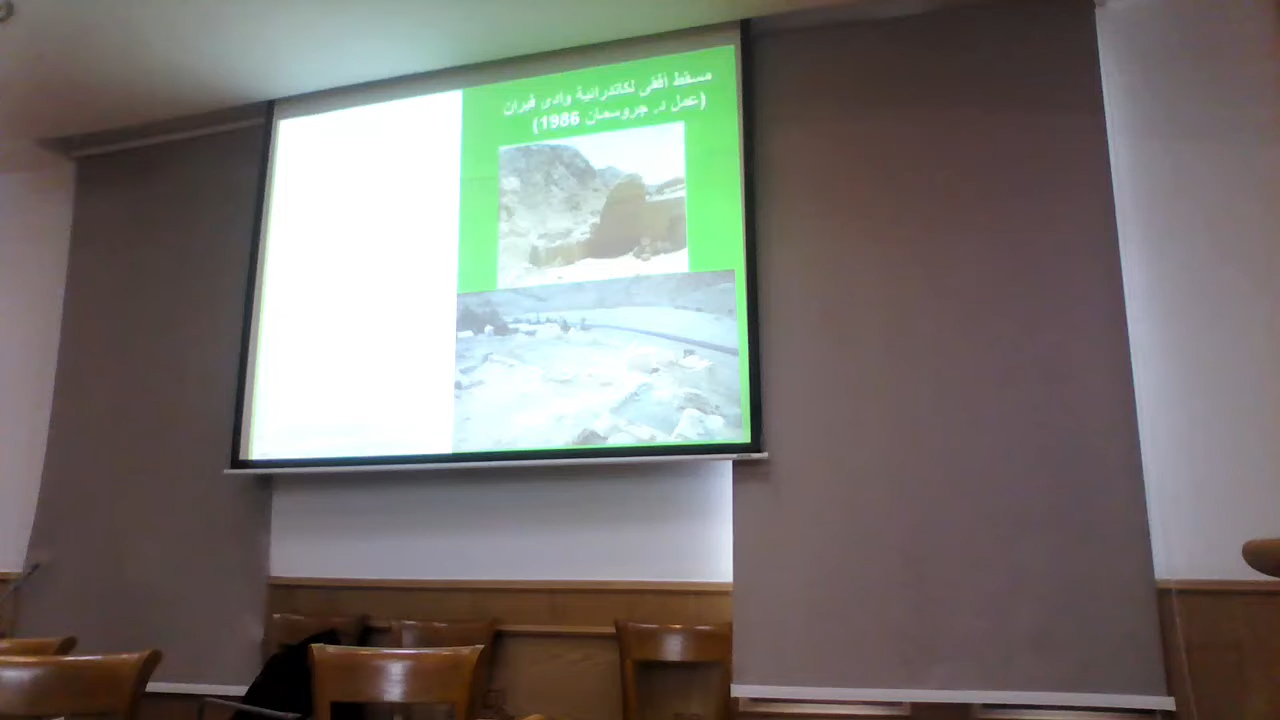 مسقط أفقى لكاتدرائية وادى فيران
(عمل د. جروسمان 1986)